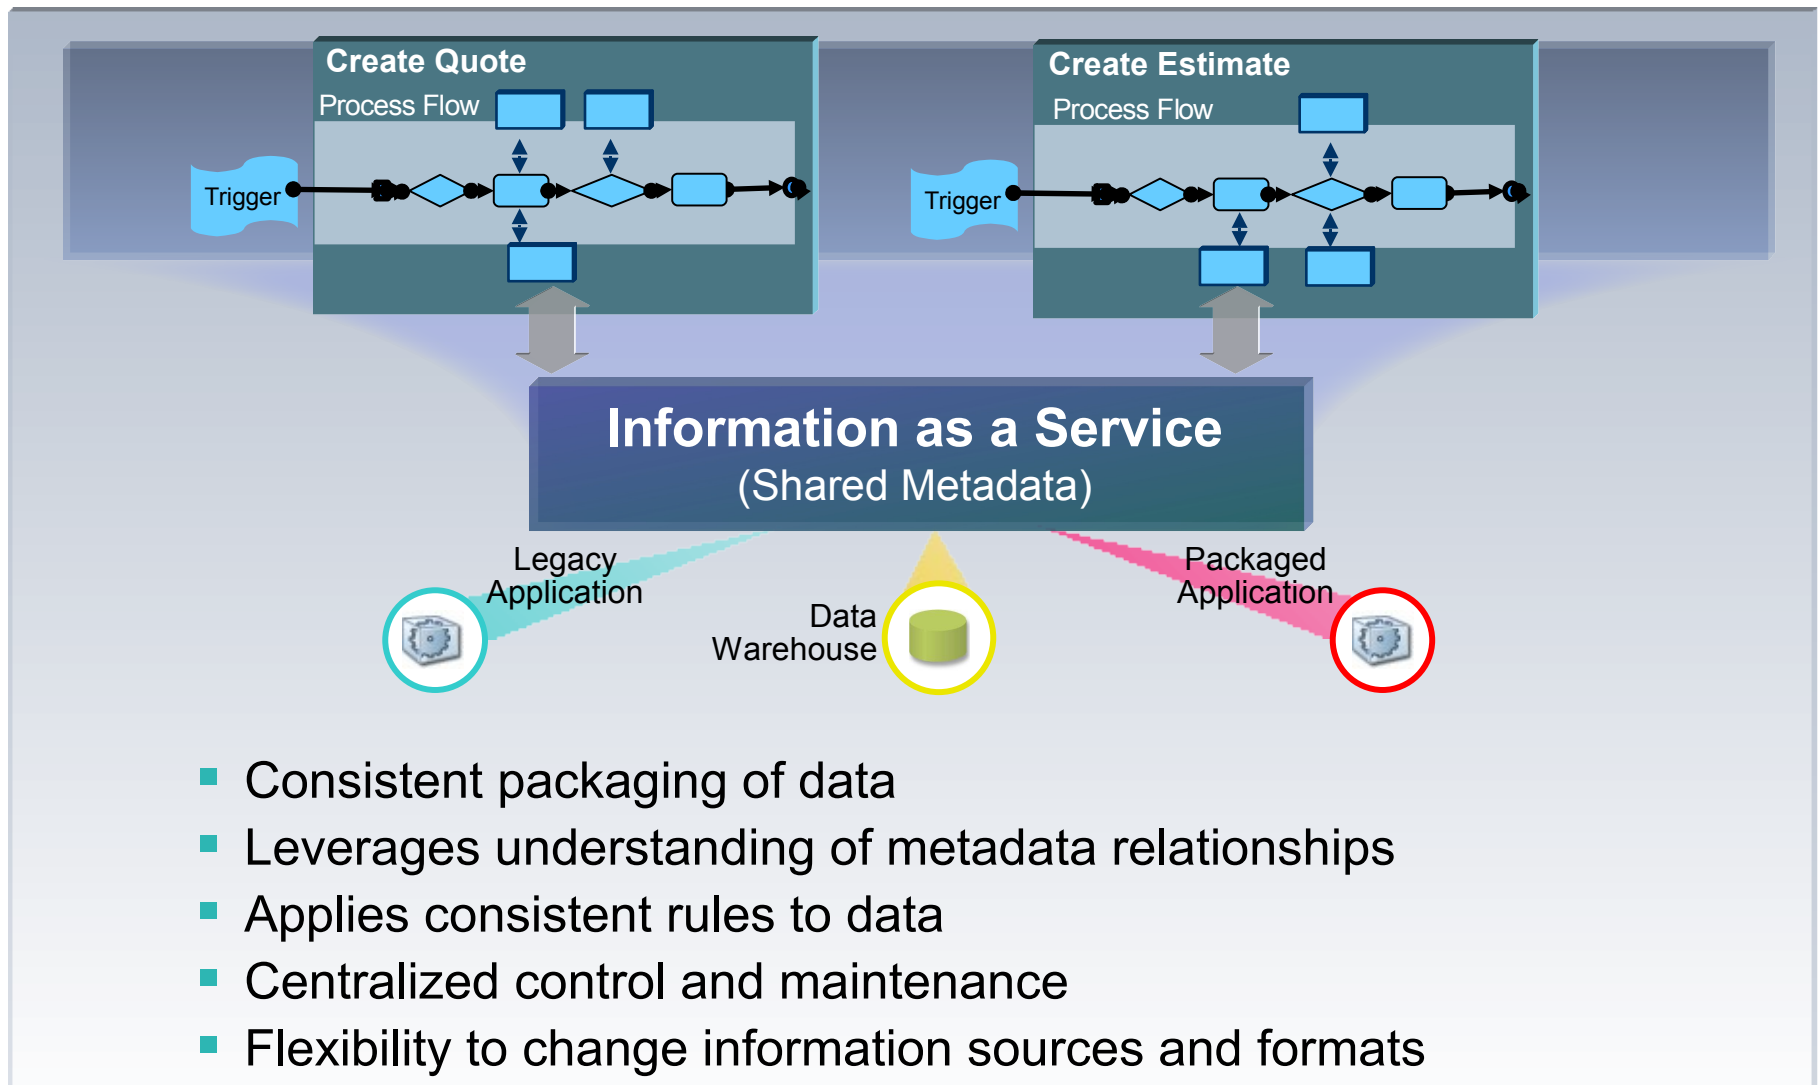 Create Quote
Process Flow
Trigger
Create Estimate
Process Flow
Trigger
Information as a Service
(Shared Metadata)
Legacy
Application
Data
Warehouse
Packaged
Application
Consistent packaging of data
Leverages understanding of metadata relationships
Applies consistent rules to data
Centralized control and maintenance
Flexibility to change information sources and formats